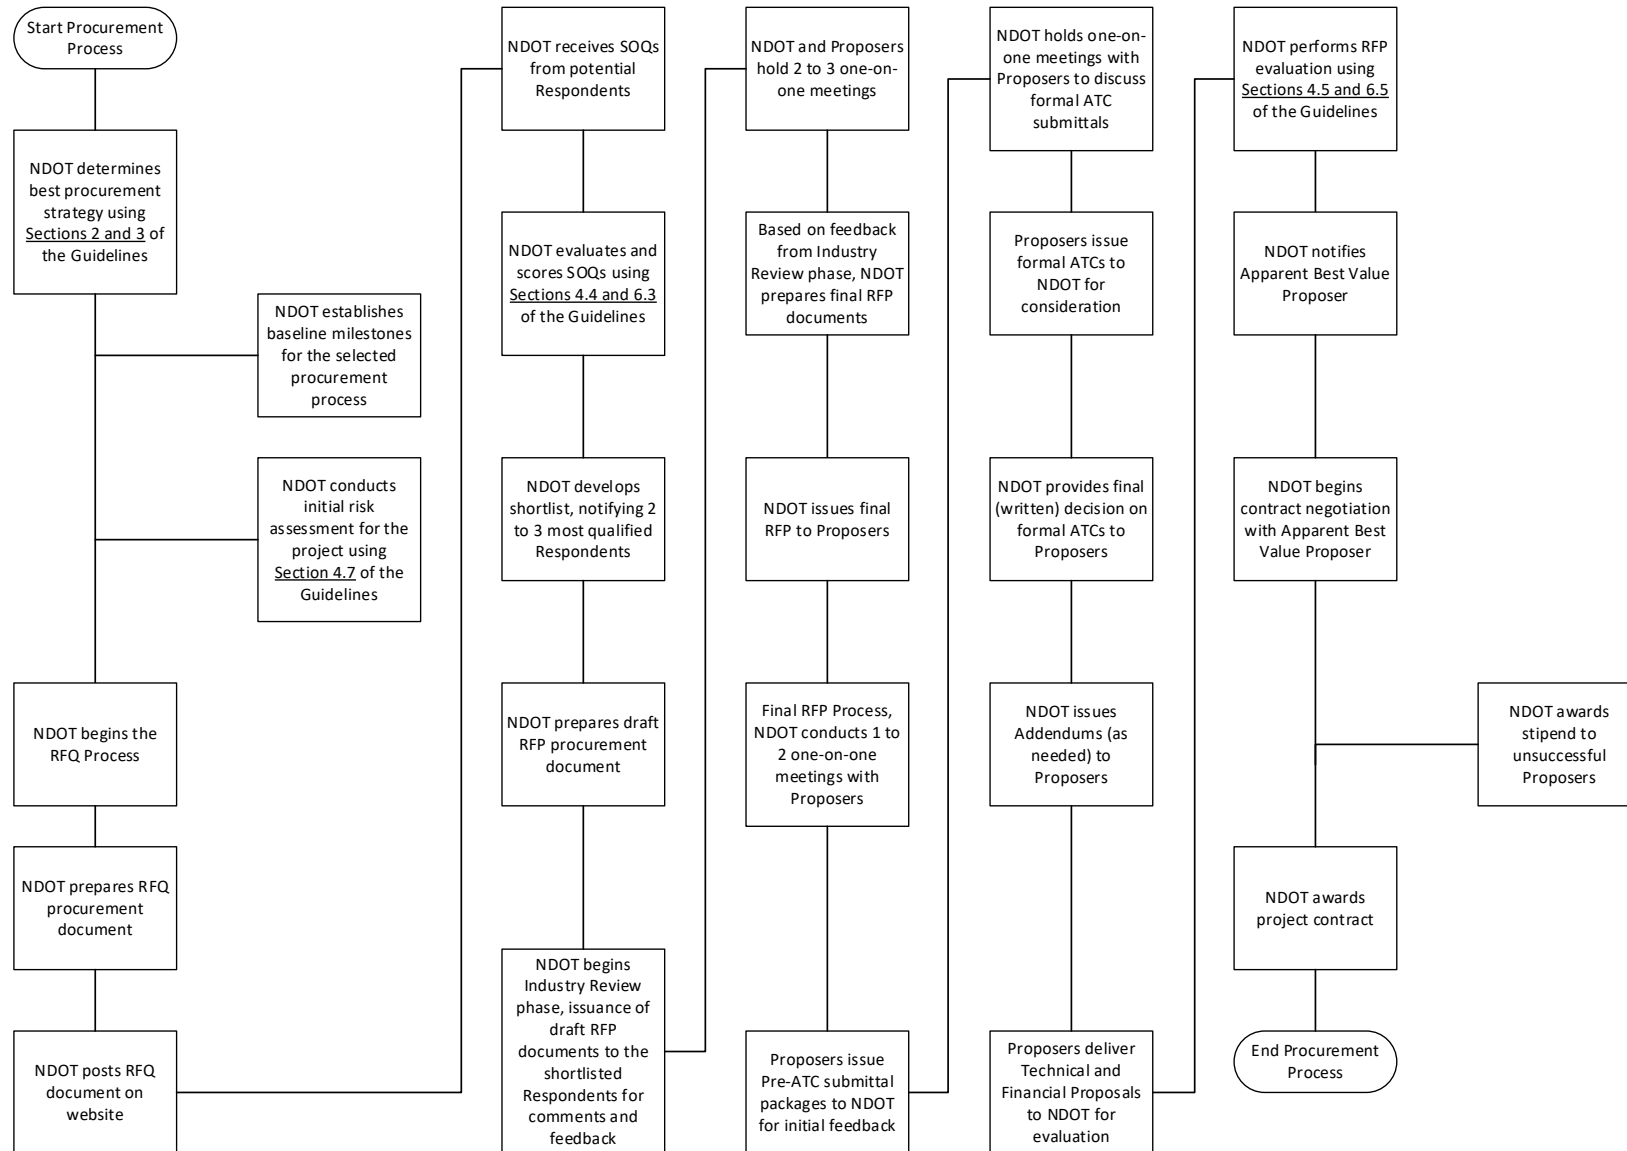 Start Procurement
Process
NDOT determines
best procurement
strategy using
Sections 2 and 3 of
the Guidelines
NDOT establishes
baseline milestones
for the selected
procurement
process
NDOT conducts
initial risk
assessment for the
project using
Section 4.7 of the
Guidelines
NDOT begins the
RFQ Process
NDOT prepares RFQ
procurement
document
NDOT posts RFQ
document on
website
NDOT receives SOQs
from potential
Respondents
NDOT evaluates and
scores SOQs using
Sections 4.4 and 6.3
of the Guidelines
NDOT develops
shortlist, notifying 2
to 3 most qualified
Respondents
NDOT prepares draft
RFP procurement
document
NDOT begins
Industry Review
phase, issuance of
draft RFP
documents to the
shortlisted
Respondents for
comments and
feedback
NDOT and Proposers
hold 2 to 3 one-on-
one meetings
Based on feedback
from Industry
Review phase, NDOT
prepares final RFP
documents
NDOT issues final
RFP to Proposers
Final RFP Process,
NDOT conducts 1 to
2 one-on-one
meetings with
Proposers
Proposers issue
Pre-ATC submittal
packages to NDOT
for initial feedback
NDOT holds one-on-
one meetings with
Proposers to discuss
formal ATC
submittals
Proposers issue
formal ATCs to
NDOT for
consideration
NDOT provides final
(written) decision on
formal ATCs to
Proposers
NDOT issues
Addendums (as
needed) to
Proposers
Proposers deliver
Technical and
Financial Proposals
to NDOT for
evaluation
NDOT performs RFP
evaluation using
Sections 4.5 and 6.5
of the Guidelines
NDOT notifies
Apparent Best Value
Proposer
NDOT begins
contract negotiation
with Apparent Best
Value Proposer
NDOT awards
stipend to
unsuccessful
Proposers
NDOT awards
project contract
End Procurement
Process